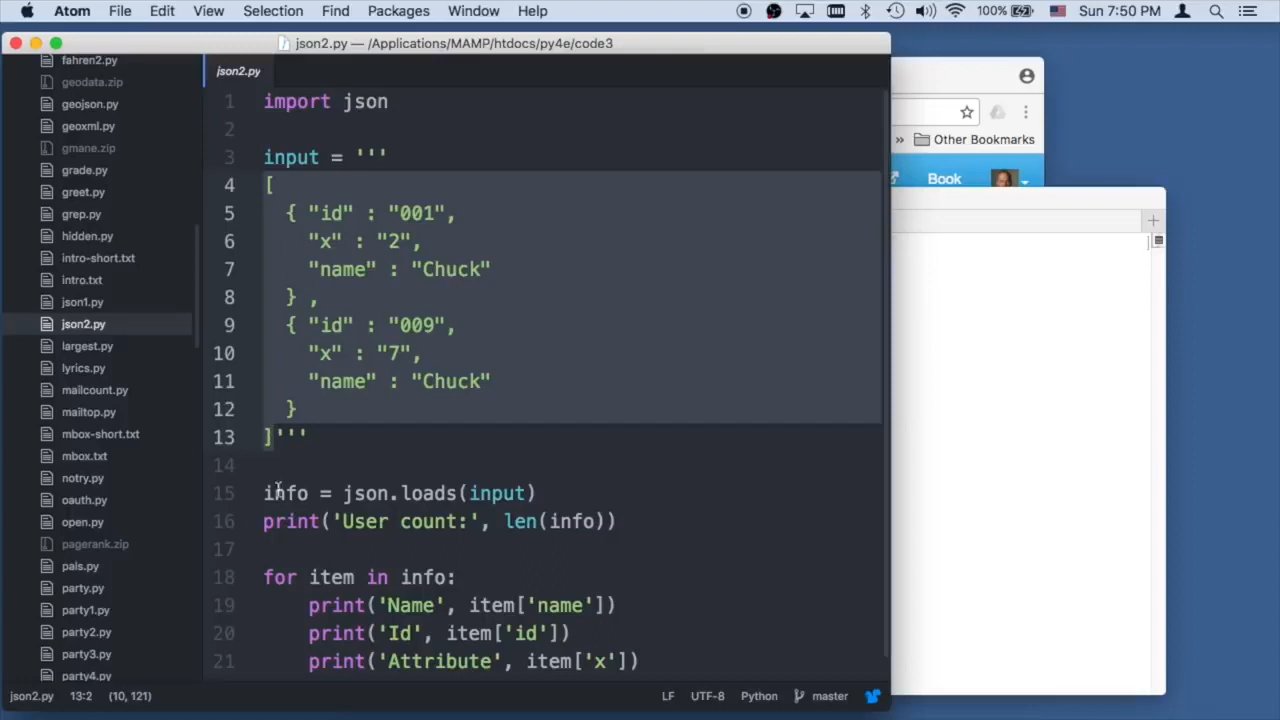 Atom File Edit View Selection Find Packages Window Help 100% Sun 7:50 PM
json2.py — /Applications/MAMP/htdocs/py4e/code3
fahren2.py
geodata.zip
geojson.py
geoxml.py
gmane.zip
grade.py
greet.py
grep.py
hidden.py
intro-short.txt
intro.txt
json1.py
json2.py
largest.py
lyrics.py
mailcount.py
mailtop.py
mbox-short.txt
mbox.txt
notry.py
oauth.py
open.py
pagerank.zip
pals.py
party.py
party1.py
party2.py
party3.py
party4.py
json2.py
1 import json
2
3 input = '''
4 [
5 { "id" : "001",
6 "x" : "2",
7 "name" : "Chuck"
8 } ,
9 { "id" : "009",
10 "x" : "7",
11 "name" : "Chuck"
12 }
13 ]'''
14
15 info = json.loads(input)
16 print('User count:', len(info))
17
18 for item in info:
19 print('Name', item['name'])
20 print('Id', item['id'])
21 print('Attribute', item['x'])
json2.py 13:2 (10, 121) LF UTF-8 Python master
» Other Bookmarks
Book